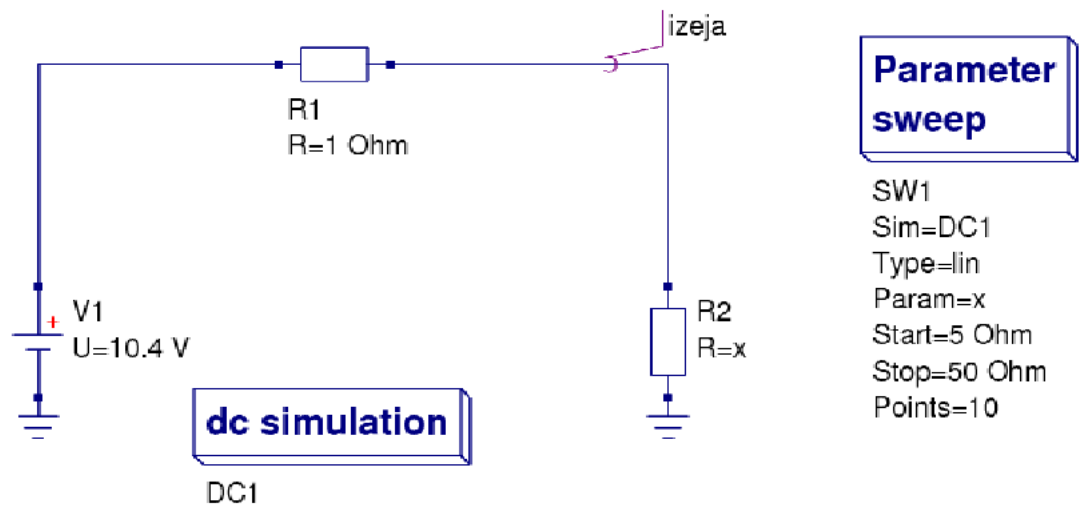 izeja
R1
R=1 Ohm
Parameter
sweep
SW1
Sim=DC1
Type=lin
Param=x
Start=5 Ohm
Stop=50 Ohm
Points=10
+ V1
U=10.4 V
R2
R=x
dc simulation
DC1